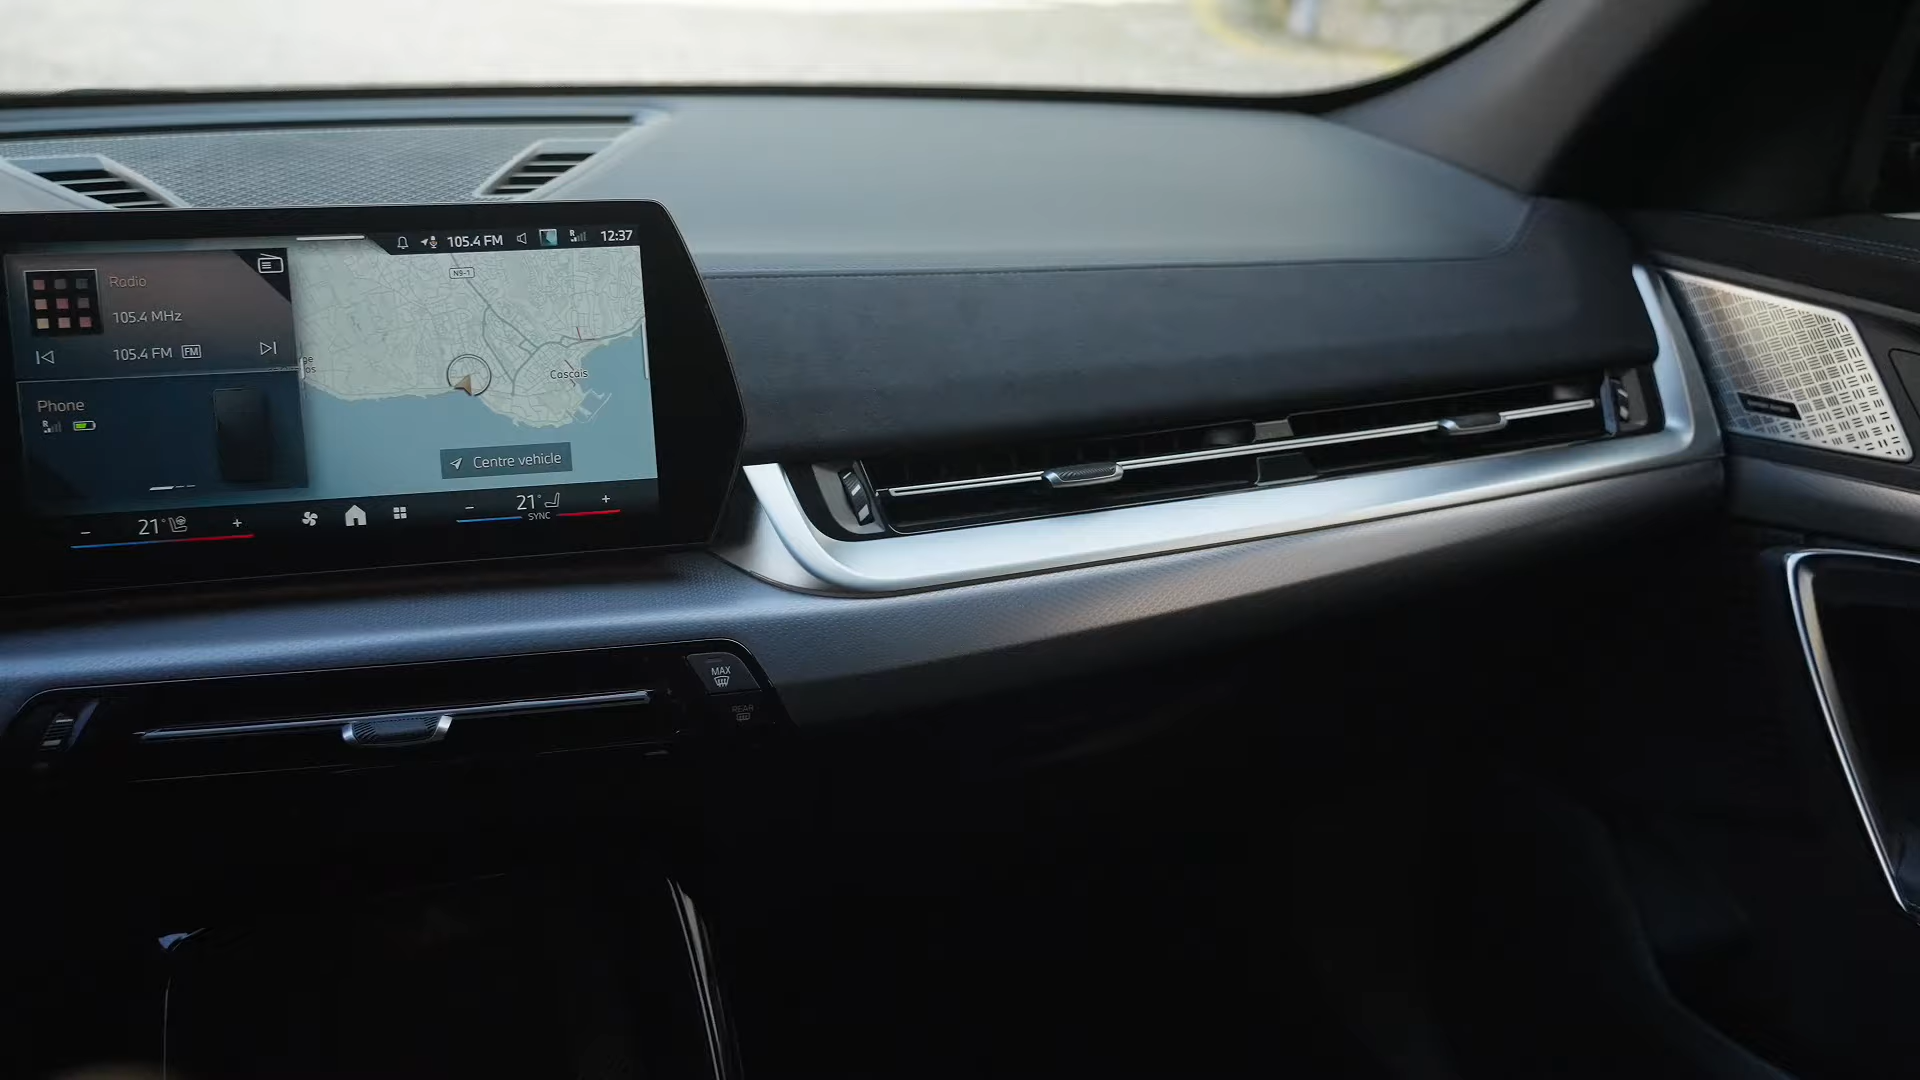 105.4 FM
R
12:37
Radio
105.4 MHz
105.4 FM FM
Phone
R
N9-1
Cascais
Centre vehicle
21°
21°
SYNC
MAX
REAR